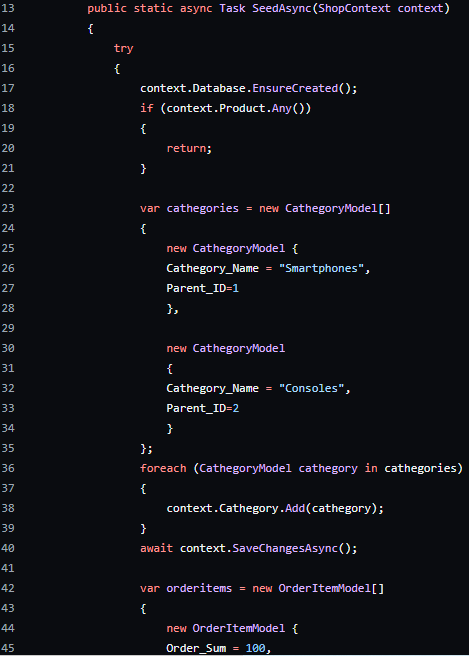 13 public static async Task SeedAsync(ShopContext context)
14 {
15 try
16 {
17 context.Database.EnsureCreated();
18 if (context.Product.Any())
19 {
20 return;
21 }
22
23 var cathegories = new CathegoryModel[]
24 {
25 new CathegoryModel {
26 Cathegory_Name = "Smartphones",
27 Parent_ID=1
28 },
29
30 new CathegoryModel
31 {
32 Cathegory_Name = "Consoles",
33 Parent_ID=2
34 }
35 };
36 foreach (CathegoryModel cathegory in cathegories)
37 {
38 context.Cathegory.Add(cathegory);
39 }
40 await context.SaveChangesAsync();
41
42 var orderitems = new OrderItemModel[]
43 {
44 new OrderItemModel {
45 Order_Sum = 100,